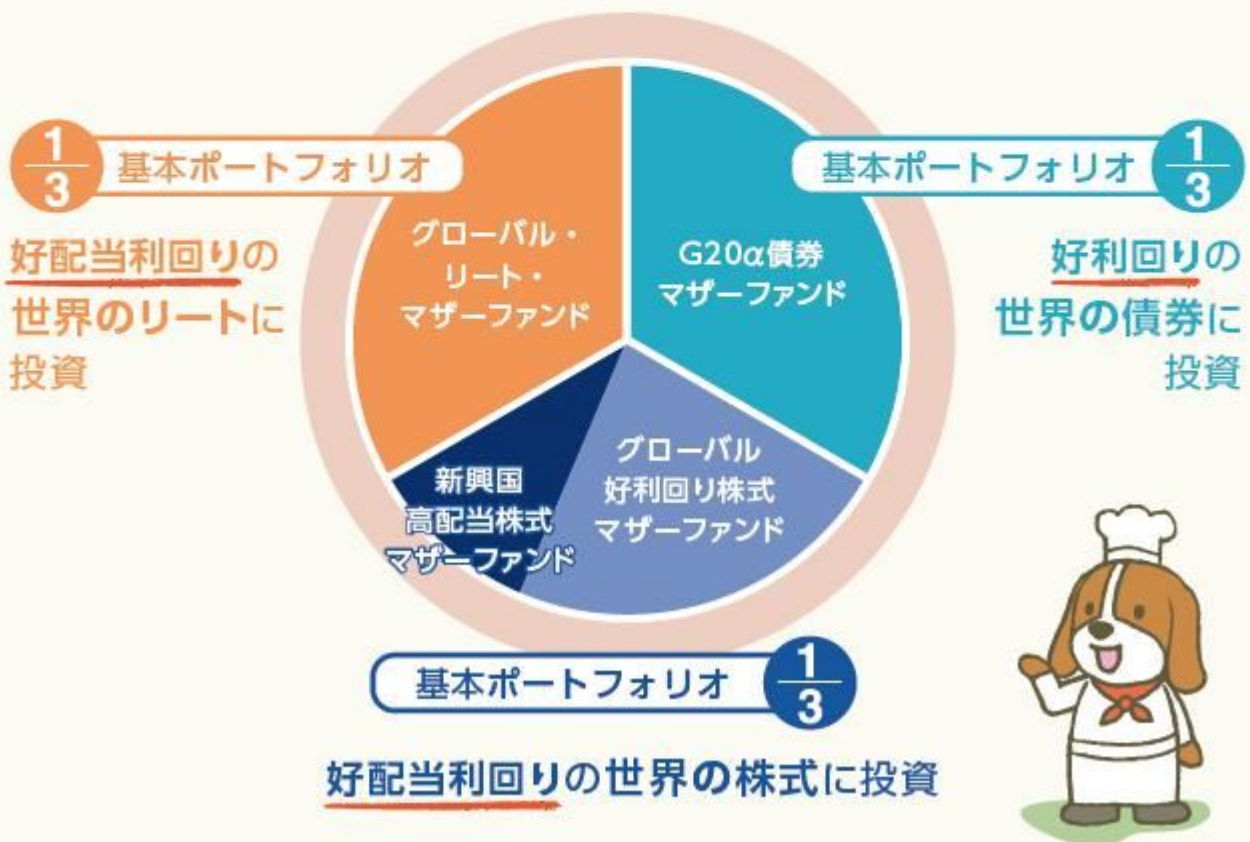 1
3
基本ポートフォリオ
好配当利回りの
世界のリートに
投資
グローバル・
リート・
マザーファンド
G20α債券
マザーファンド
基本ポートフォリオ
1
3
好利回りの
世界の債券に
投資
新興国
高配当株式
マザーファンド
グローバル
好利回り株式
マザーファンド
基本ポートフォリオ
1
3
好配当利回りの世界の株式に投資